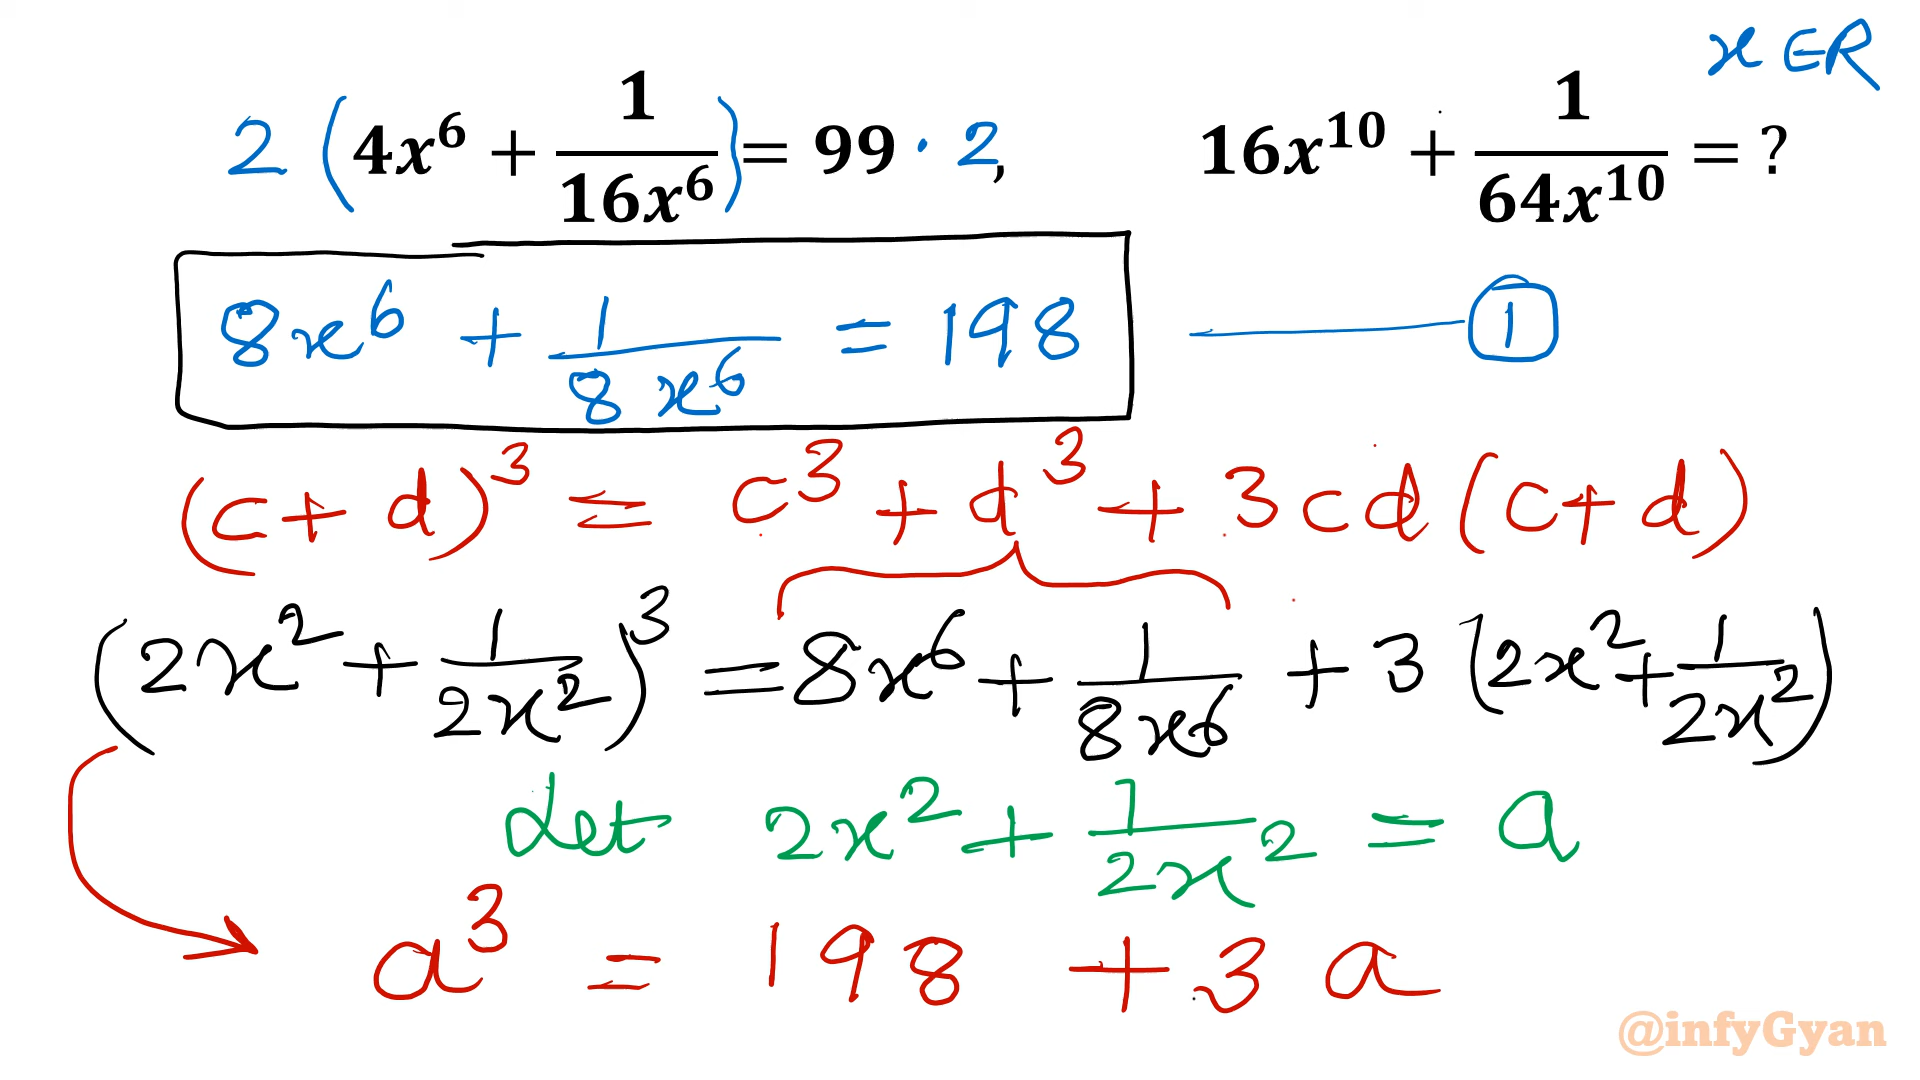 x ∈ R
2 (4x⁶ + 1/(16x⁶)) = 99 · 2, 16x¹⁰ + 1/(64x¹⁰) = ?
8x⁶ + 1/(8x⁶) = 198 ——— ①
(c + d)³ = c³ + d³ + 3cd(c + d)
(2x² + 1/(2x²))³ = 8x⁶ + 1/(8x⁶) + 3(2x² + 1/(2x²))
Let 2x² + 1/(2x²) = a
a³ = 198 + 3a
@infyGyan